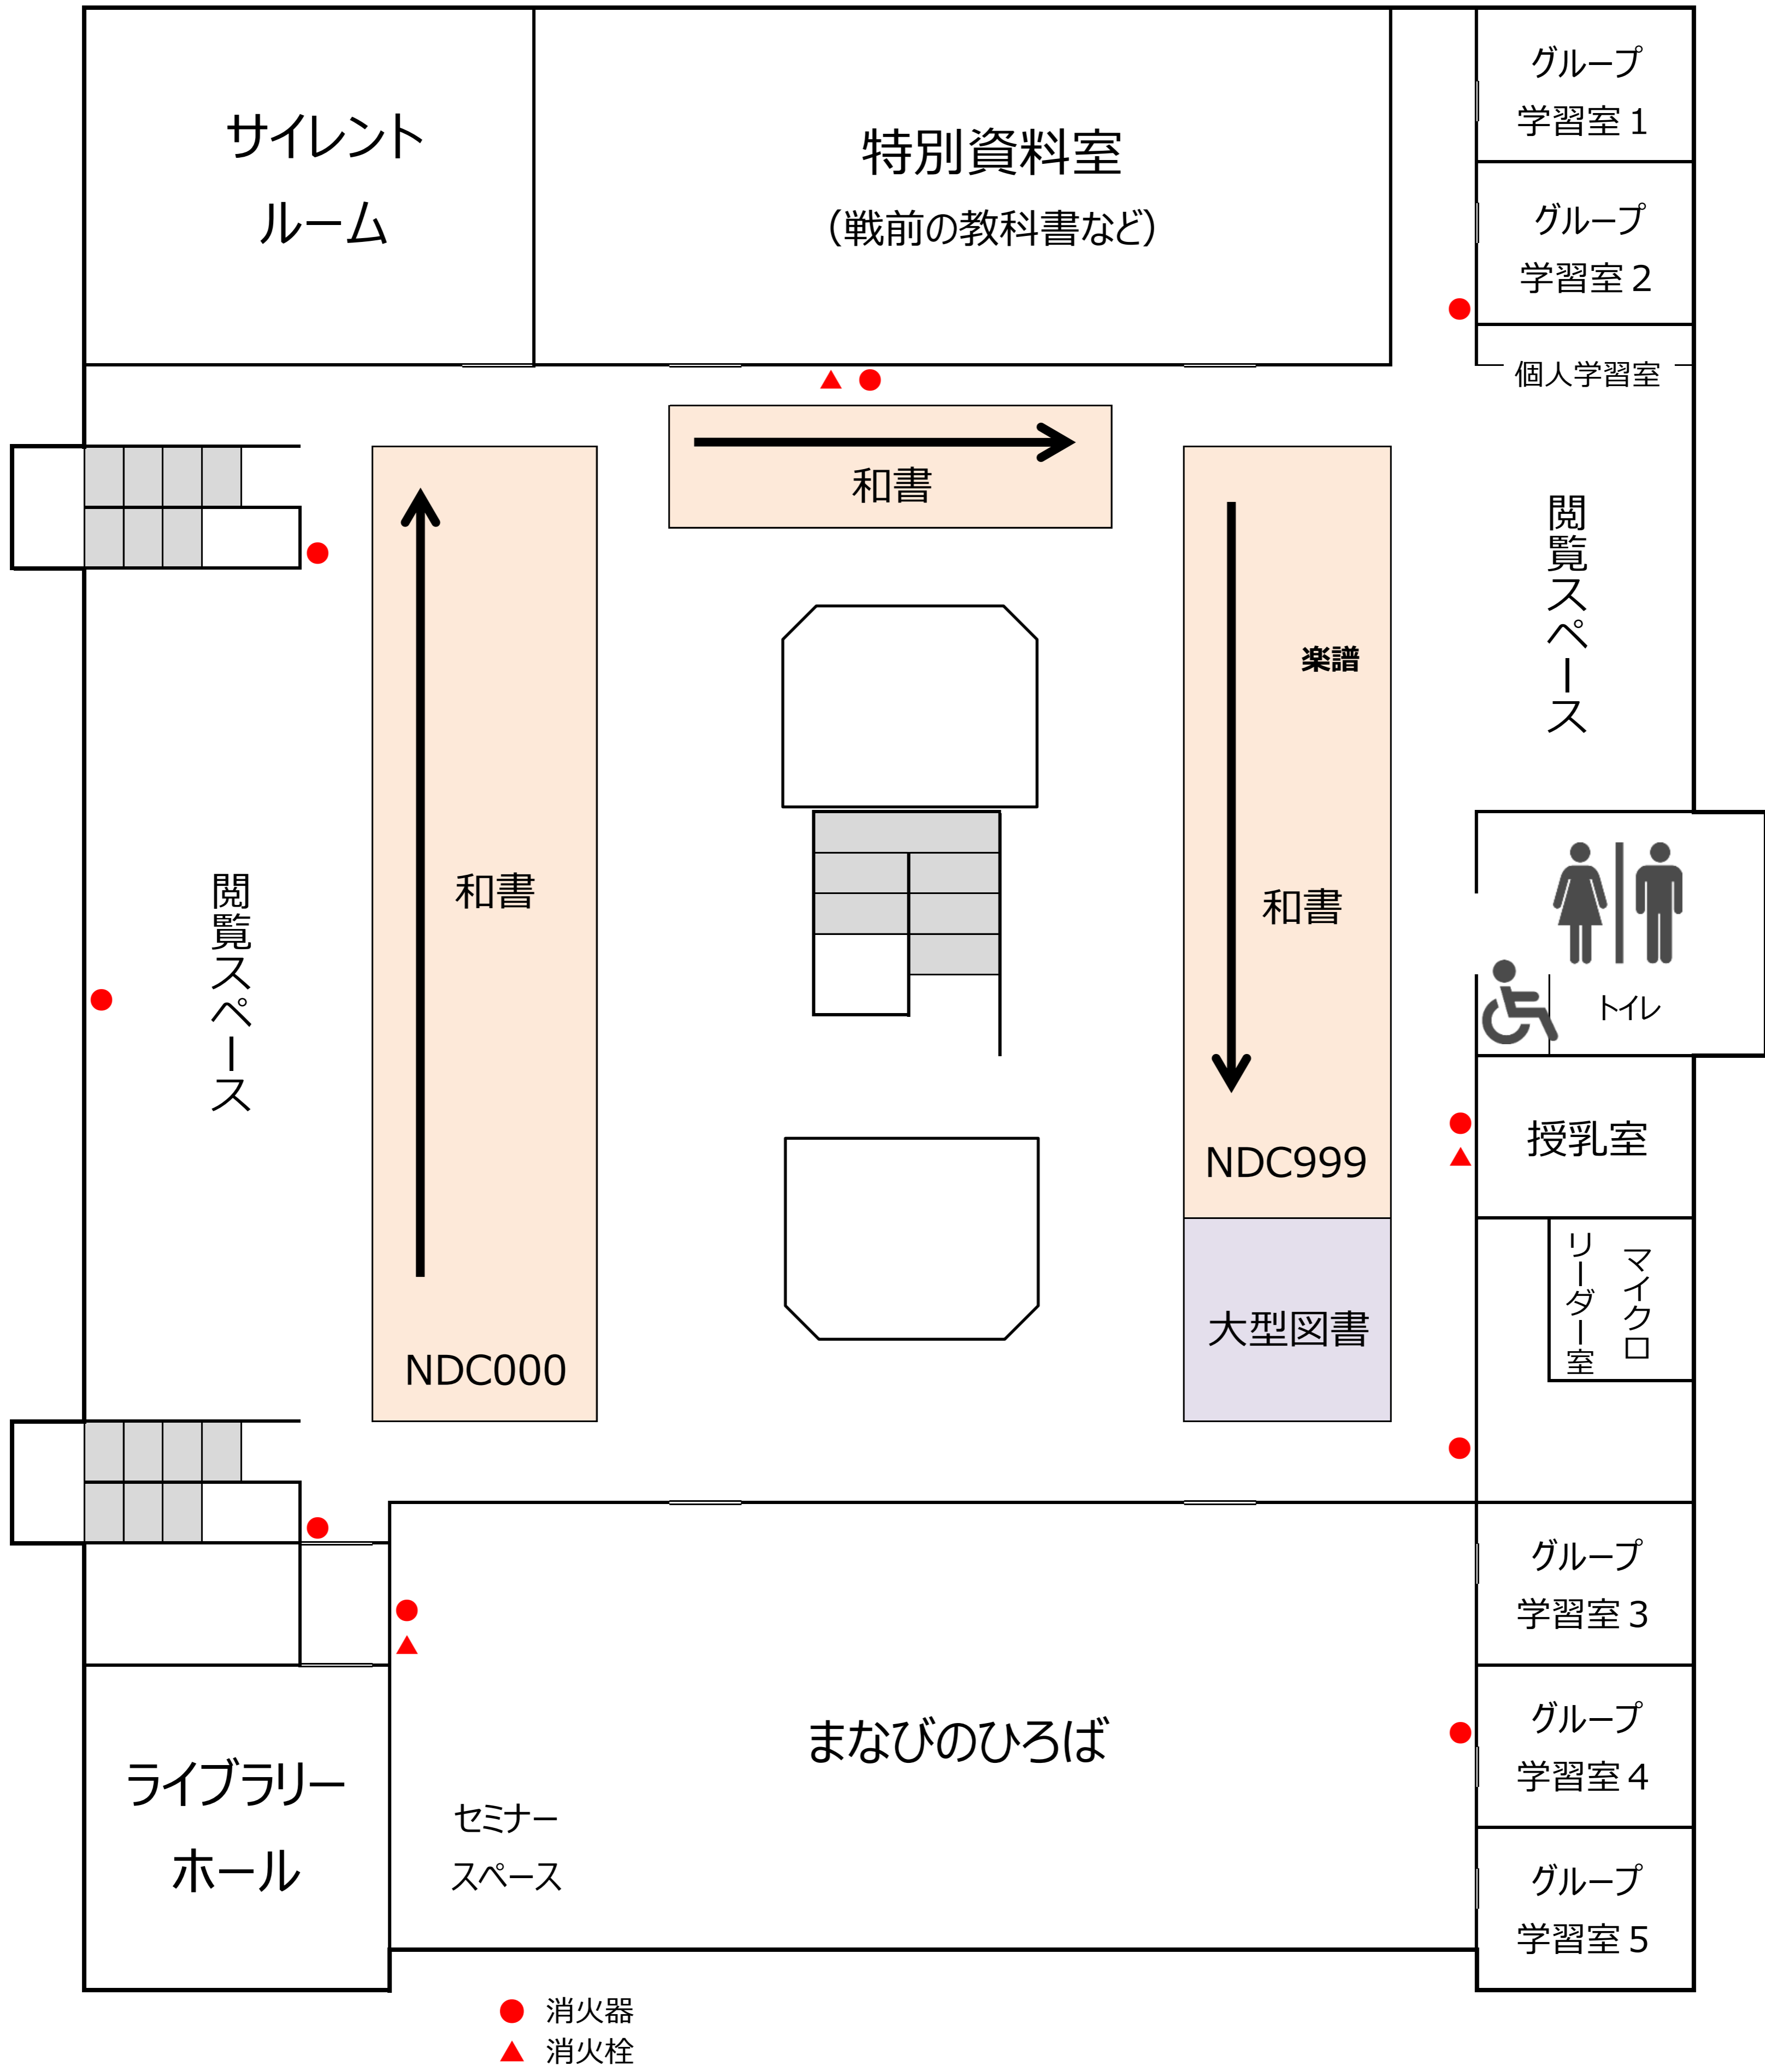 サイレント
ルーム
特別資料室
（戦前の教科書など）
グループ
学習室１
グループ
学習室２
個人学習室
和書
閲覧スペース
楽譜
和書
和書
閲覧スペース
トイレ
NDC999
授乳室
マイクロ
リーダー室
大型図書
NDC000
グループ
学習室３
まなびのひろば
グループ
学習室４
ライブラリー
ホール
セミナー
スペース
グループ
学習室５
消火器
消火栓